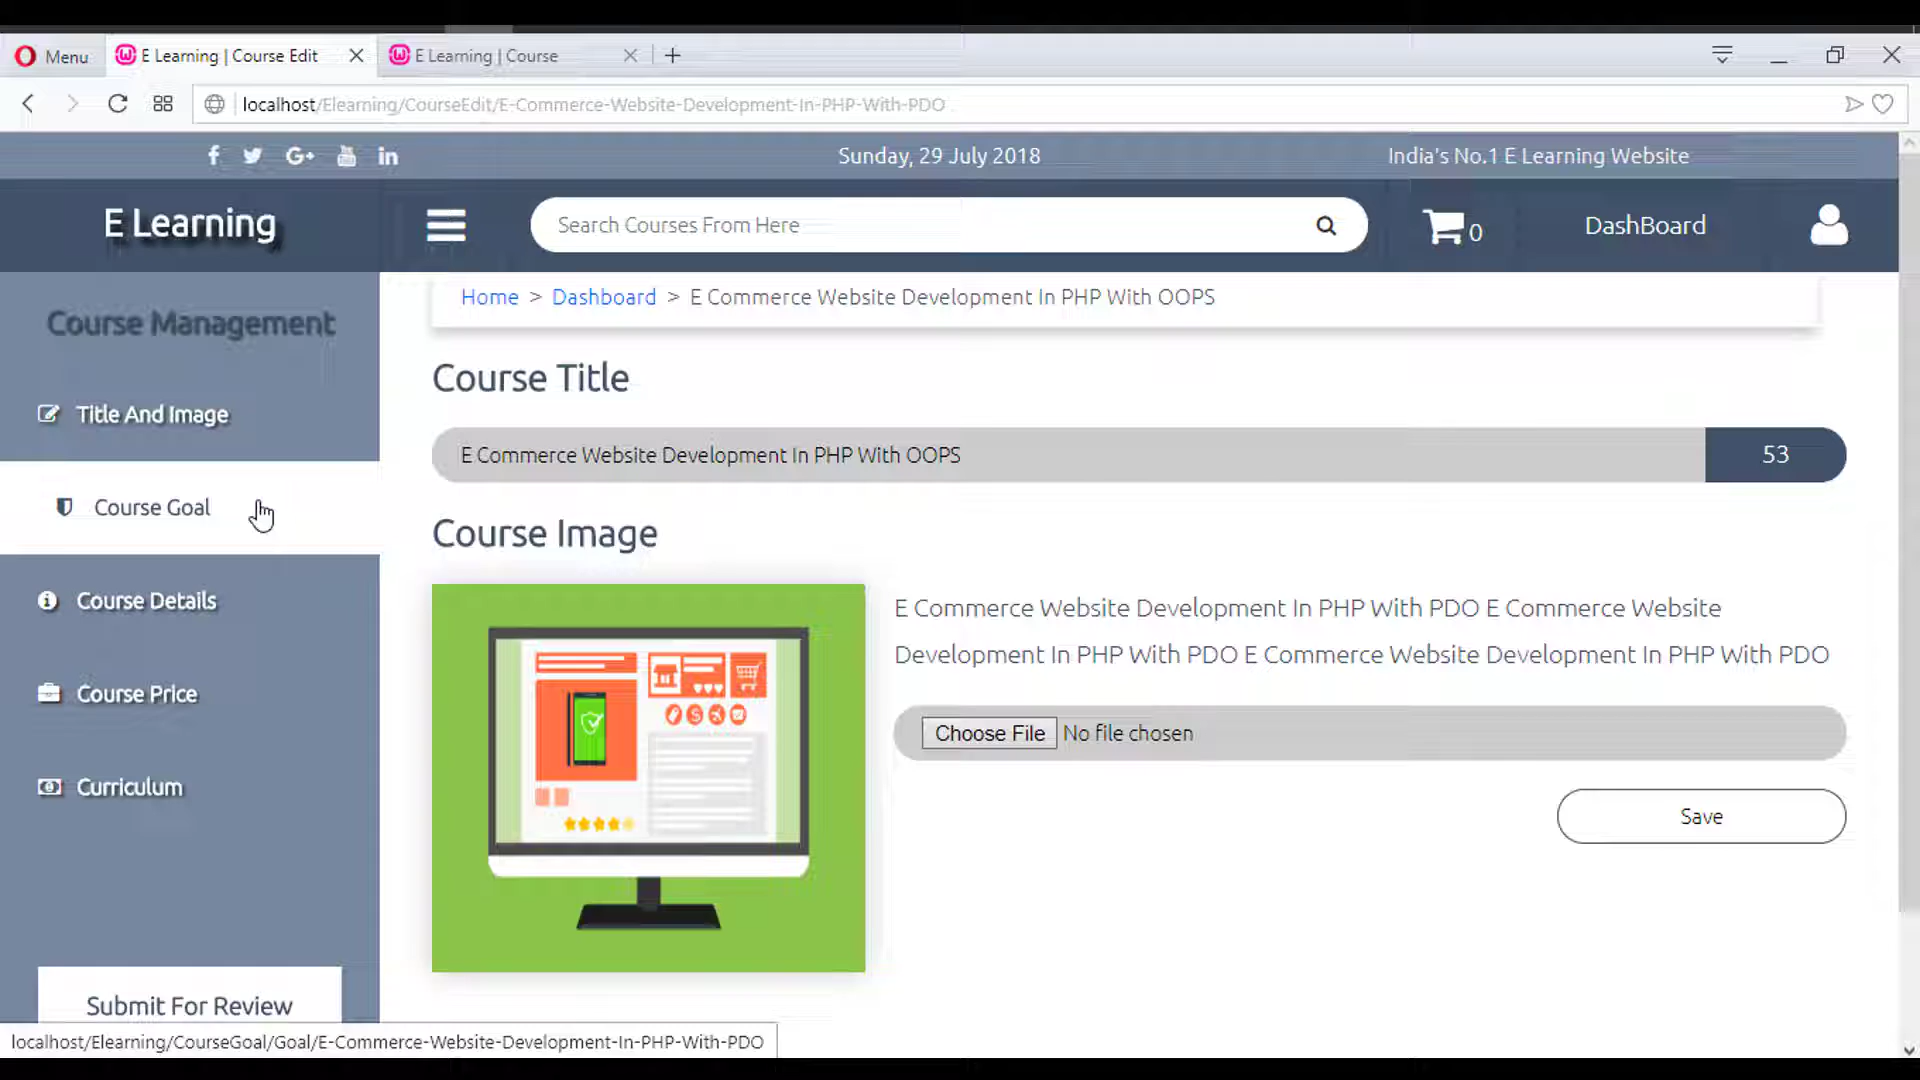 Menu
E Learning | Course Edit
E Learning | Course
localhost/Elearning/CourseEdit/E-Commerce-Website-Development-In-PHP-With-PDO
Sunday, 29 July 2018
India's No.1 E Learning Website
E Learning
Search Courses From Here
0
DashBoard
Course Management
Title And Image
Course Goal
Course Details
Course Price
Curriculum
Submit For Review
Home > Dashboard > E Commerce Website Development In PHP With OOPS
Course Title
E Commerce Website Development In PHP With OOPS
53
Course Image
E Commerce Website Development In PHP With PDO E Commerce Website
Development In PHP With PDO E Commerce Website Development In PHP With PDO
Choose File No file chosen
Save
localhost/Elearning/CourseGoal/Goal/E-Commerce-Website-Development-In-PHP-With-PDO